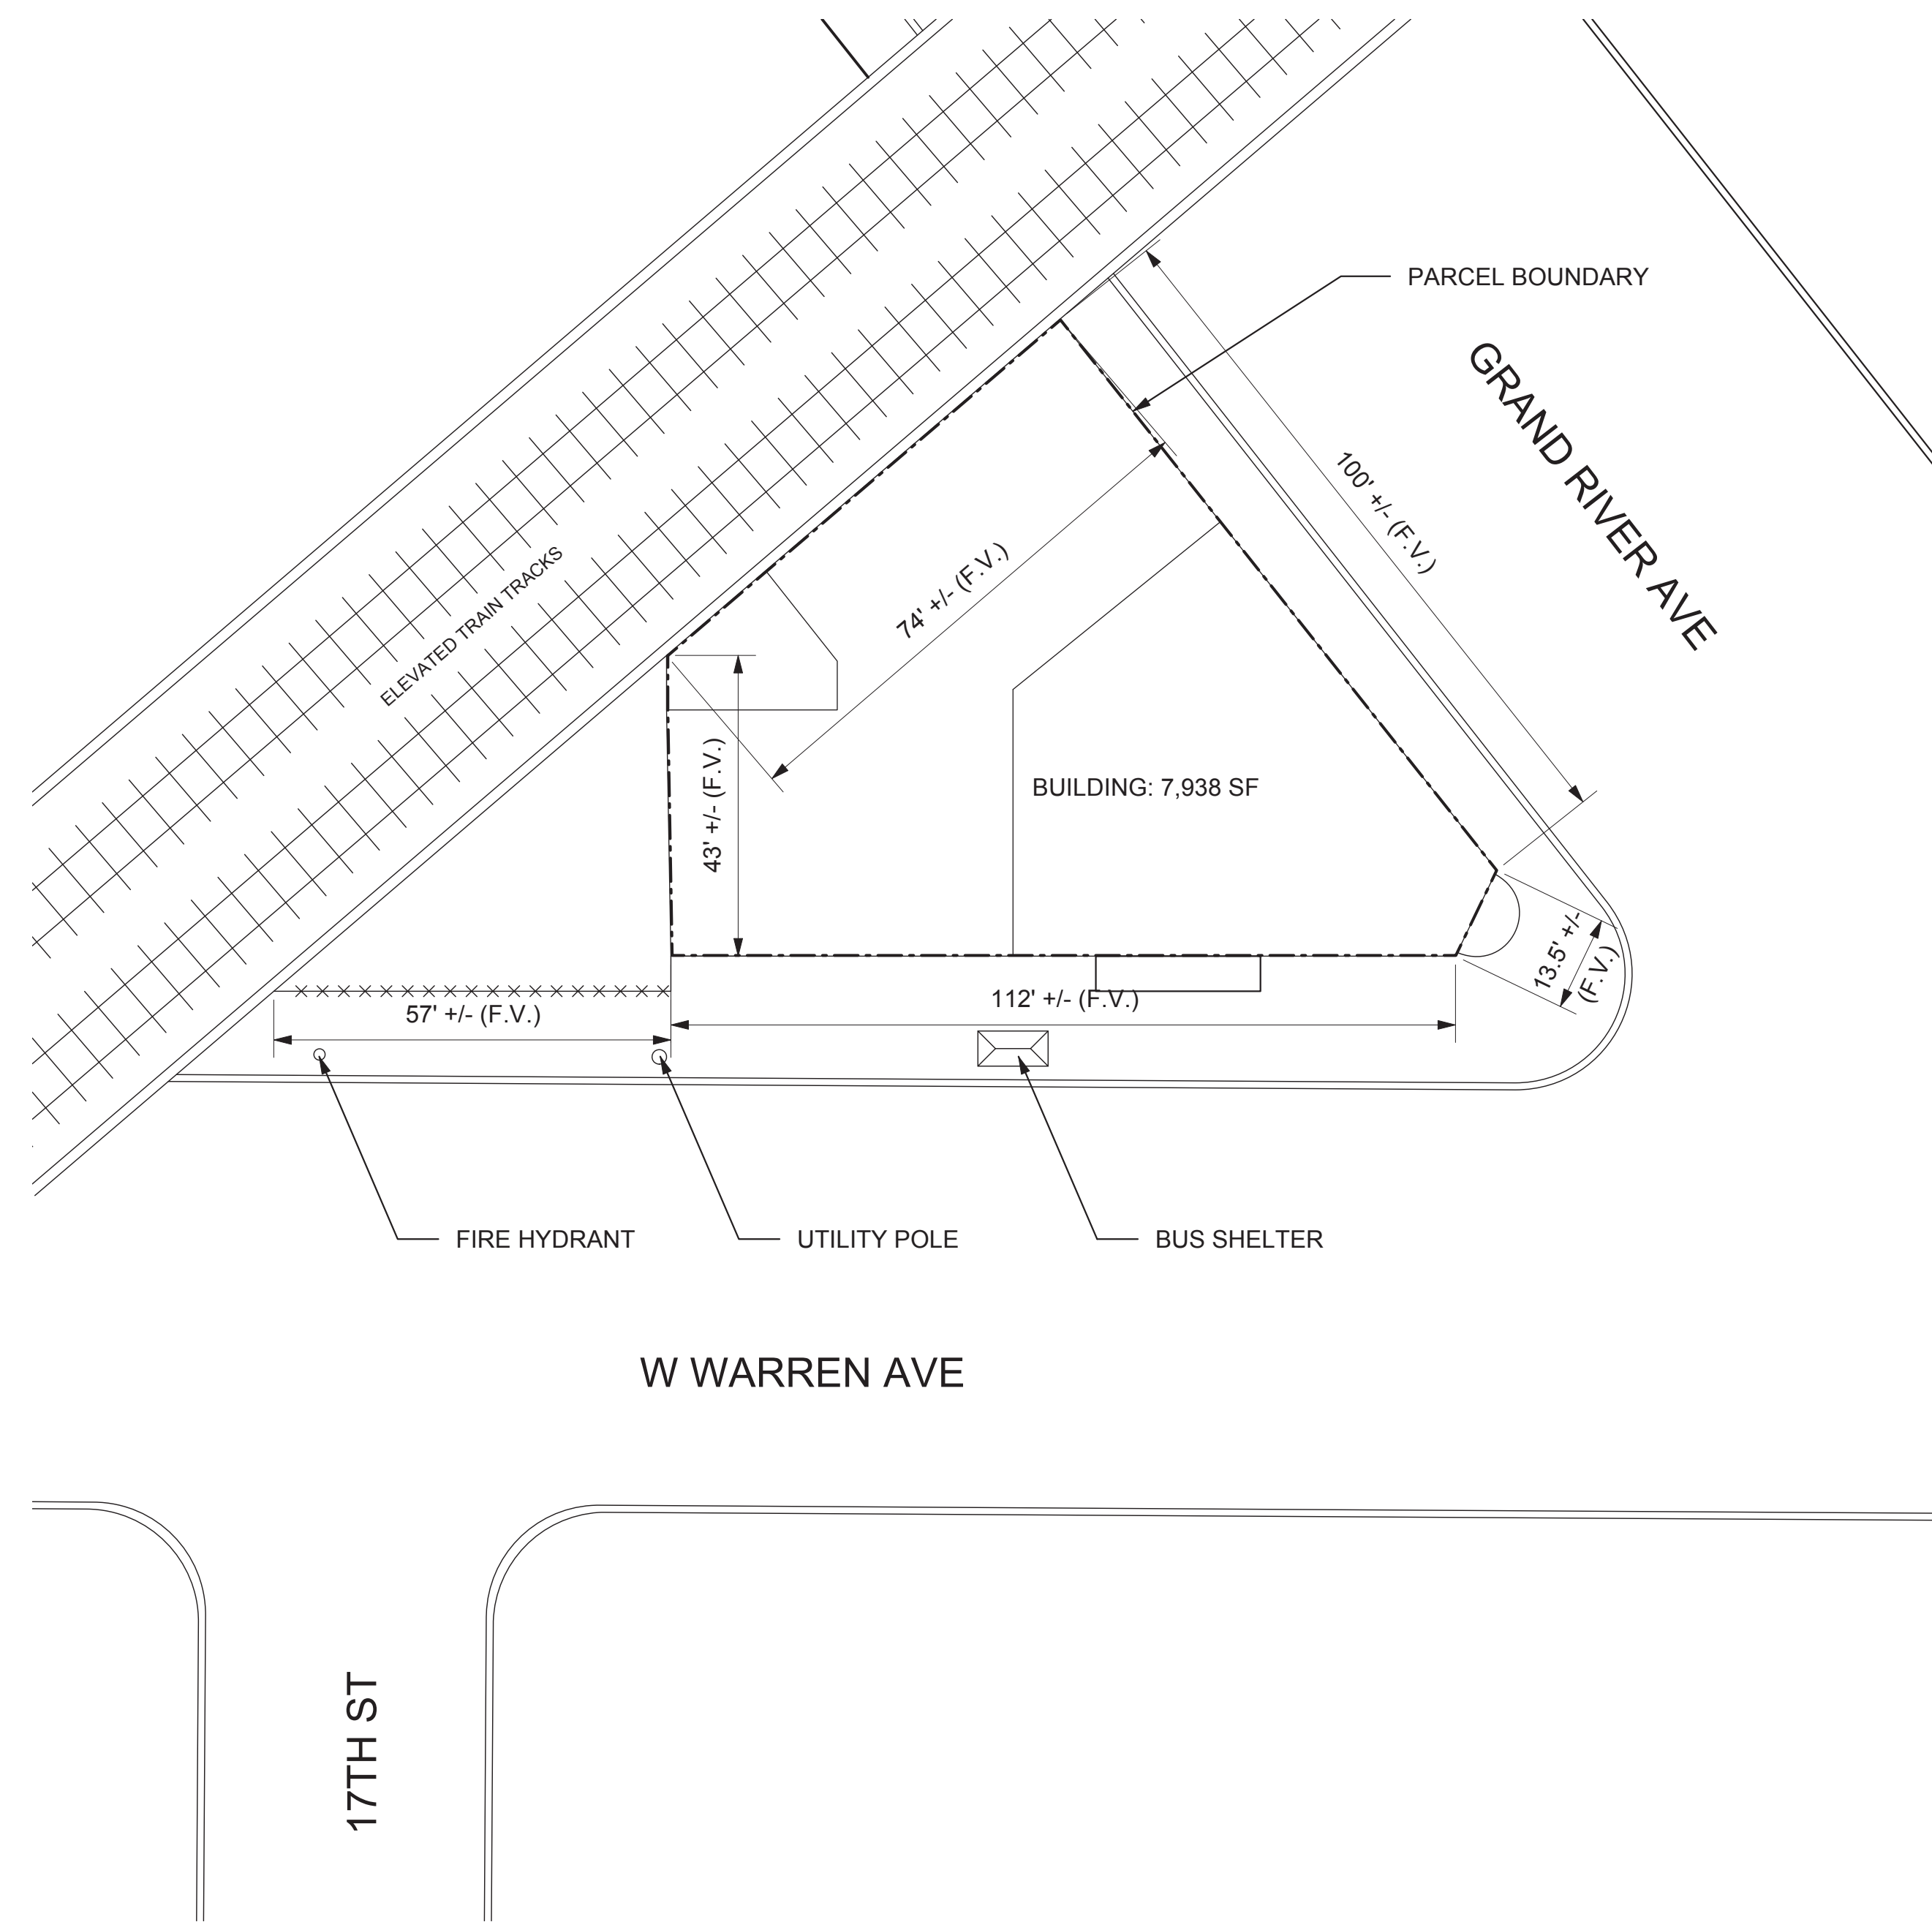 PARCEL BOUNDARY
GRAND RIVER AVE
100' +/- (F.V.)
ELEVATED TRAIN TRACKS
74' +/- (F.V.)
43' +/- (F.V.)
BUILDING: 7,938 SF
13.5' +/-
(F.V.)
112' +/- (F.V.)
57' +/- (F.V.)
FIRE HYDRANT
UTILITY POLE
BUS SHELTER
W WARREN AVE
17TH ST